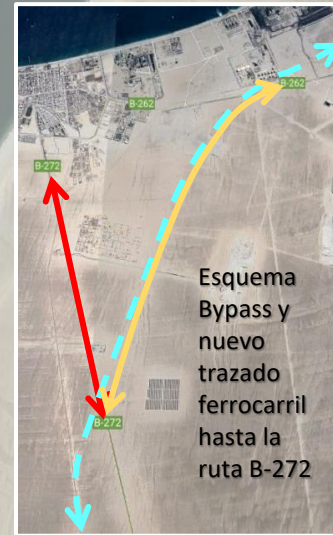 B-262
B-262
B-272
Esquema
Bypass y
nuevo
trazado
ferrocarril
hasta la
ruta B-272
B-272